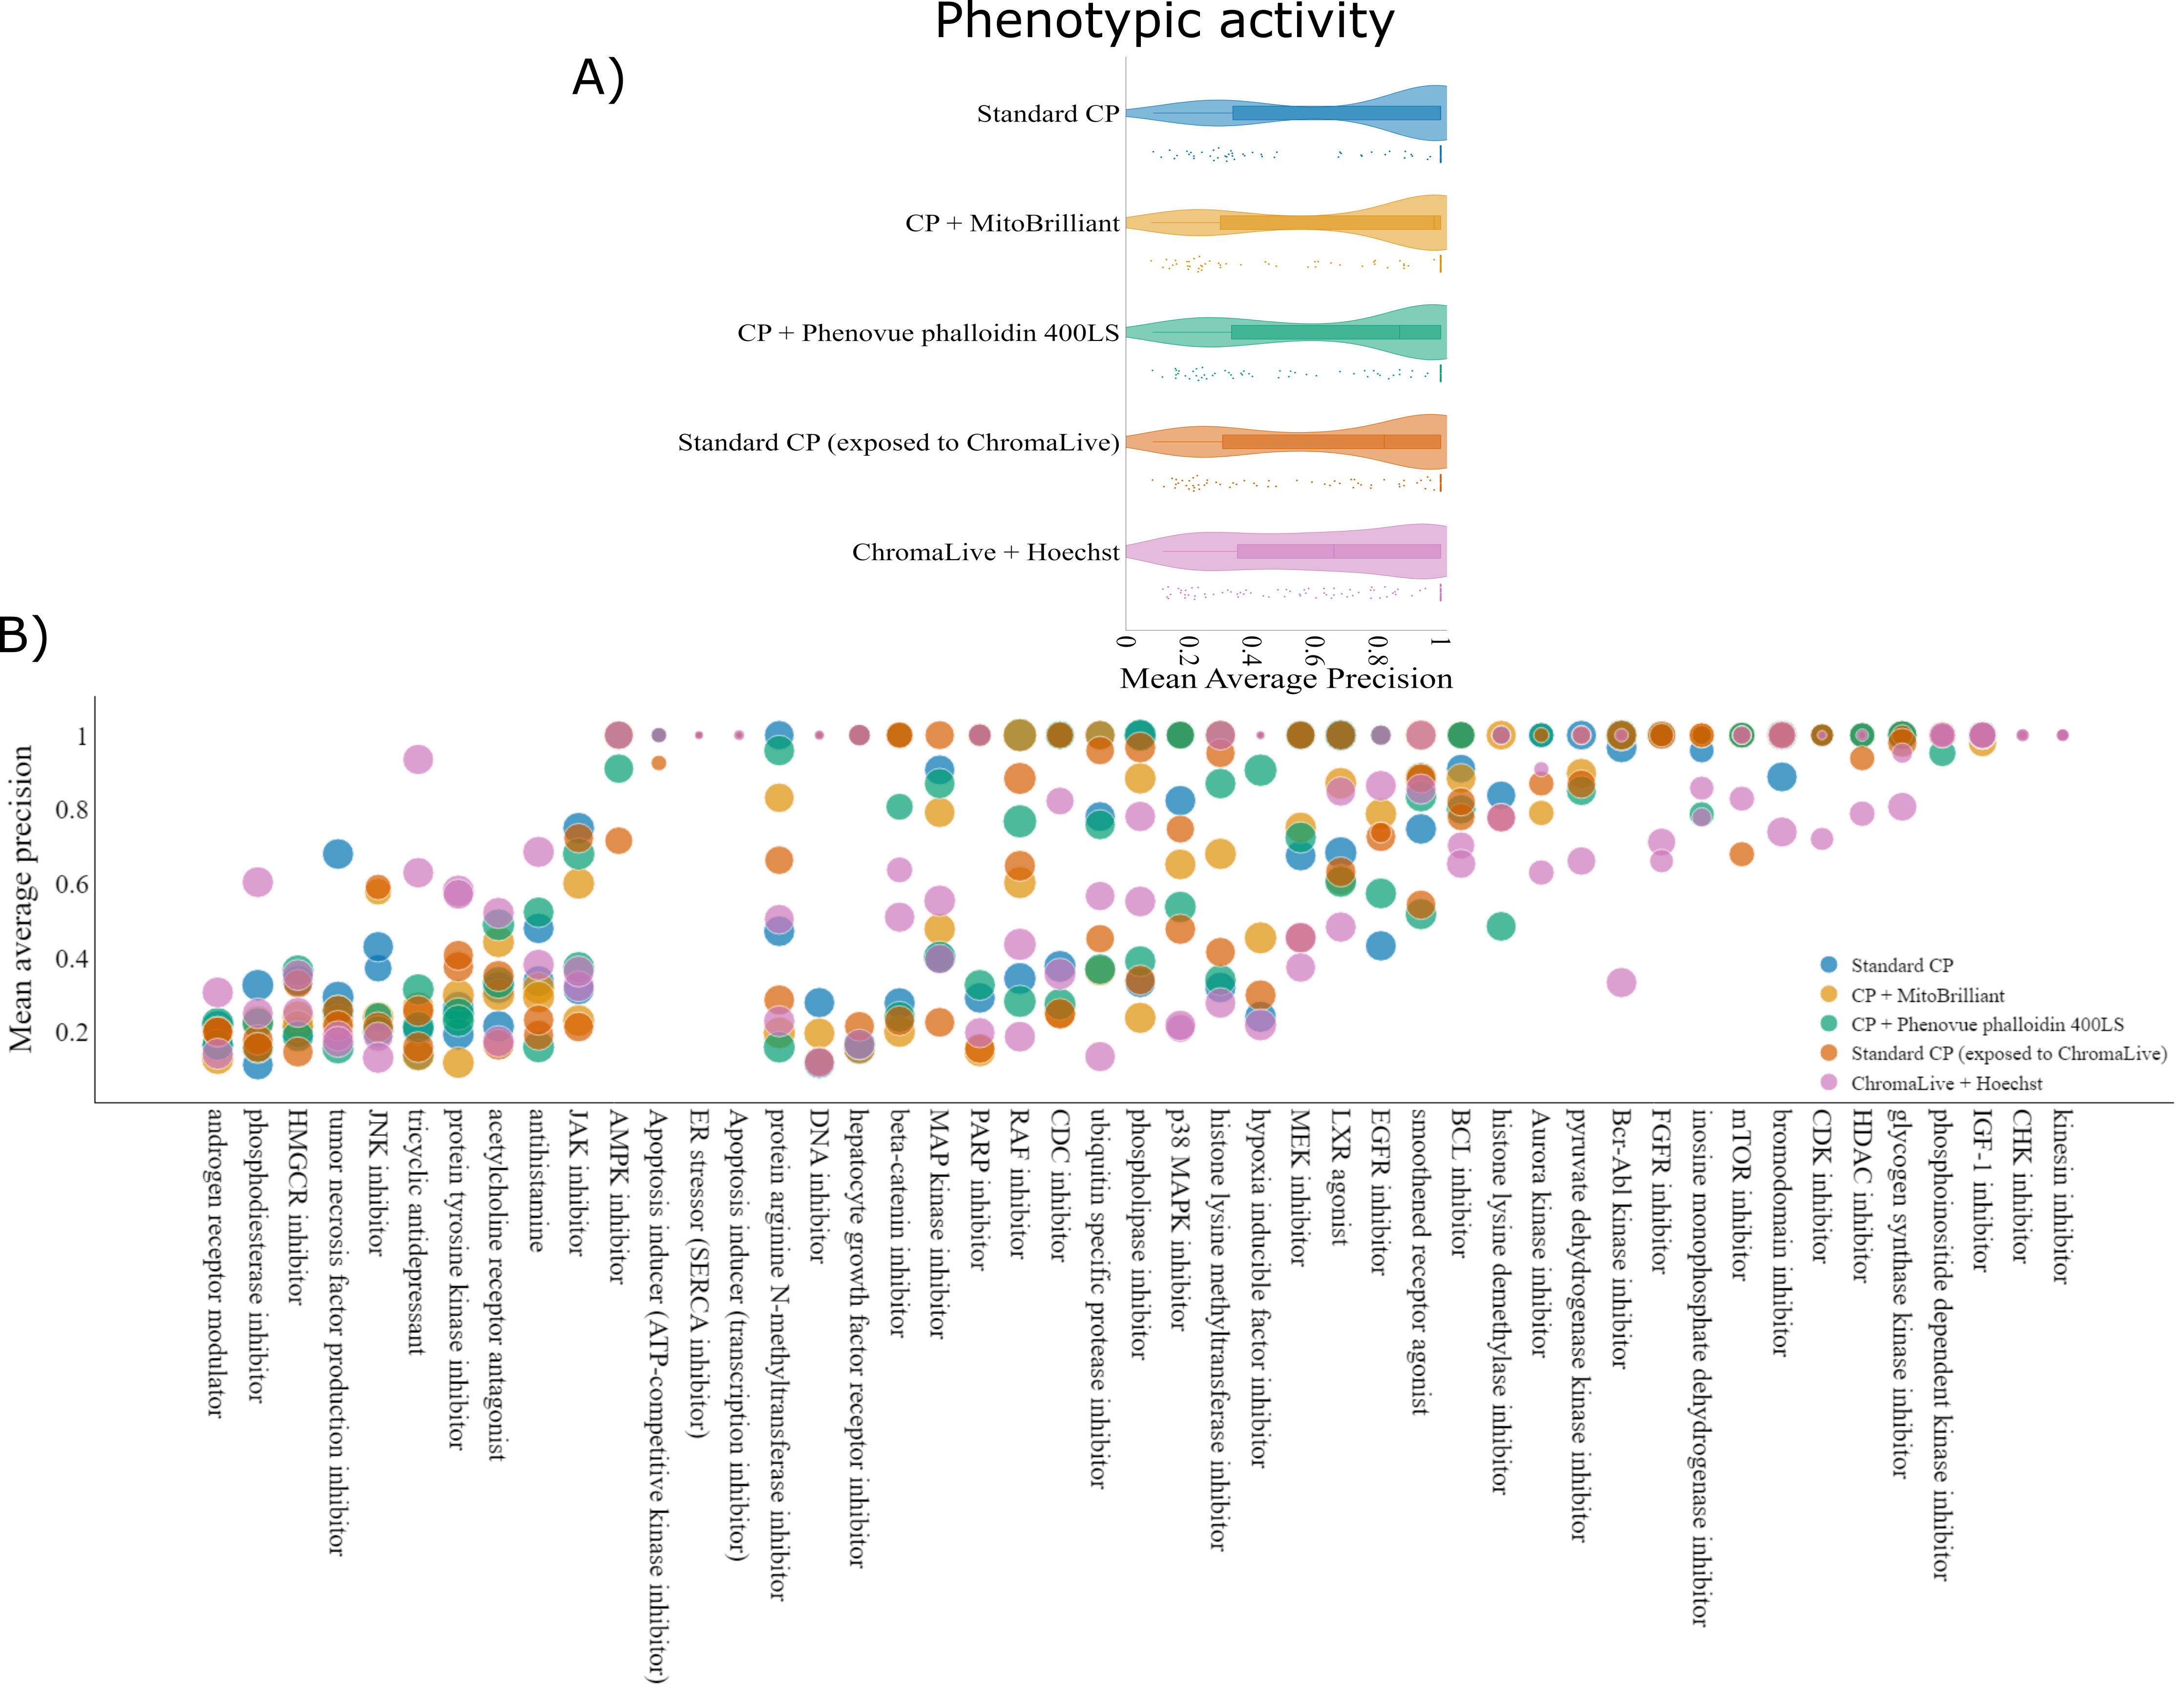 Phenotypic activity
A)
Standard CP
CP + MitoBrilliant
CP + Phenovue phalloidin 400LS
Standard CP (exposed to ChromaLive)
ChromaLive + Hoechst
0
0.2
0.4
0.6
0.8
1
Mean Average Precision
B)
Mean average precision
1
0.8
0.6
0.4
0.2
Standard CP
CP + MitoBrilliant
CP + Phenovue phalloidin 400LS
Standard CP (exposed to ChromaLive)
ChromaLive + Hoechst
androgen receptor modulator
phosphodiesterase inhibitor
HMGCR inhibitor
tumor necrosis factor production inhibitor
JNK inhibitor
tricyclic antidepressant
protein tyrosine kinase inhibitor
acetylcholine receptor antagonist
antihistamine
JAK inhibitor
AMPK inhibitor
Apoptosis inducer (ATP-competitive kinase inhibitor)
ER stressor (SERCA inhibitor)
Apoptosis inducer (transcription inhibitor)
protein arginine N-methyltransferase inhibitor
DNA inhibitor
hepatocyte growth factor receptor inhibitor
beta-catenin inhibitor
MAP kinase inhibitor
PARP inhibitor
RAF inhibitor
CDC inhibitor
ubiquitin specific protease inhibitor
phospholipase inhibitor
p38 MAPK inhibitor
histone lysine methyltransferase inhibitor
hypoxia inducible factor inhibitor
MEK inhibitor
LXR agonist
EGFR inhibitor
smoothened receptor agonist
BCL inhibitor
histone lysine demethylase inhibitor
Aurora kinase inhibitor
pyruvate dehydrogenase kinase inhibitor
Bcr-Abl kinase inhibitor
FGFR inhibitor
inosine monophosphate dehydrogenase inhibitor
mTOR inhibitor
bromodomain inhibitor
CDK inhibitor
HDAC inhibitor
glycogen synthase kinase inhibitor
phosphoinositide dependent kinase inhibitor
IGF-1 inhibitor
CHK inhibitor
kinesin inhibitor